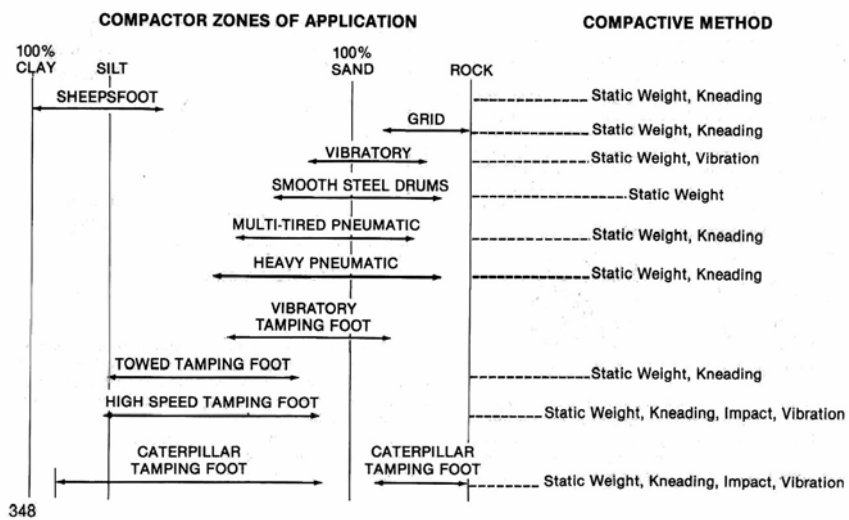 COMPACTOR ZONES OF APPLICATION
COMPACTIVE METHOD
100%
CLAY
SILT
100%
SAND
ROCK
SHEEPSFOOT
Static Weight, Kneading
GRID
Static Weight, Kneading
VIBRATORY
Static Weight, Vibration
SMOOTH STEEL DRUMS
Static Weight
MULTI-TIRED PNEUMATIC
Static Weight, Kneading
HEAVY PNEUMATIC
Static Weight, Kneading
VIBRATORY
TAMPING FOOT
TOWED TAMPING FOOT
Static Weight, Kneading
HIGH SPEED TAMPING FOOT
Static Weight, Kneading, Impact, Vibration
CATERPILLAR
TAMPING FOOT
CATERPILLAR
TAMPING FOOT
Static Weight, Kneading, Impact, Vibration
348